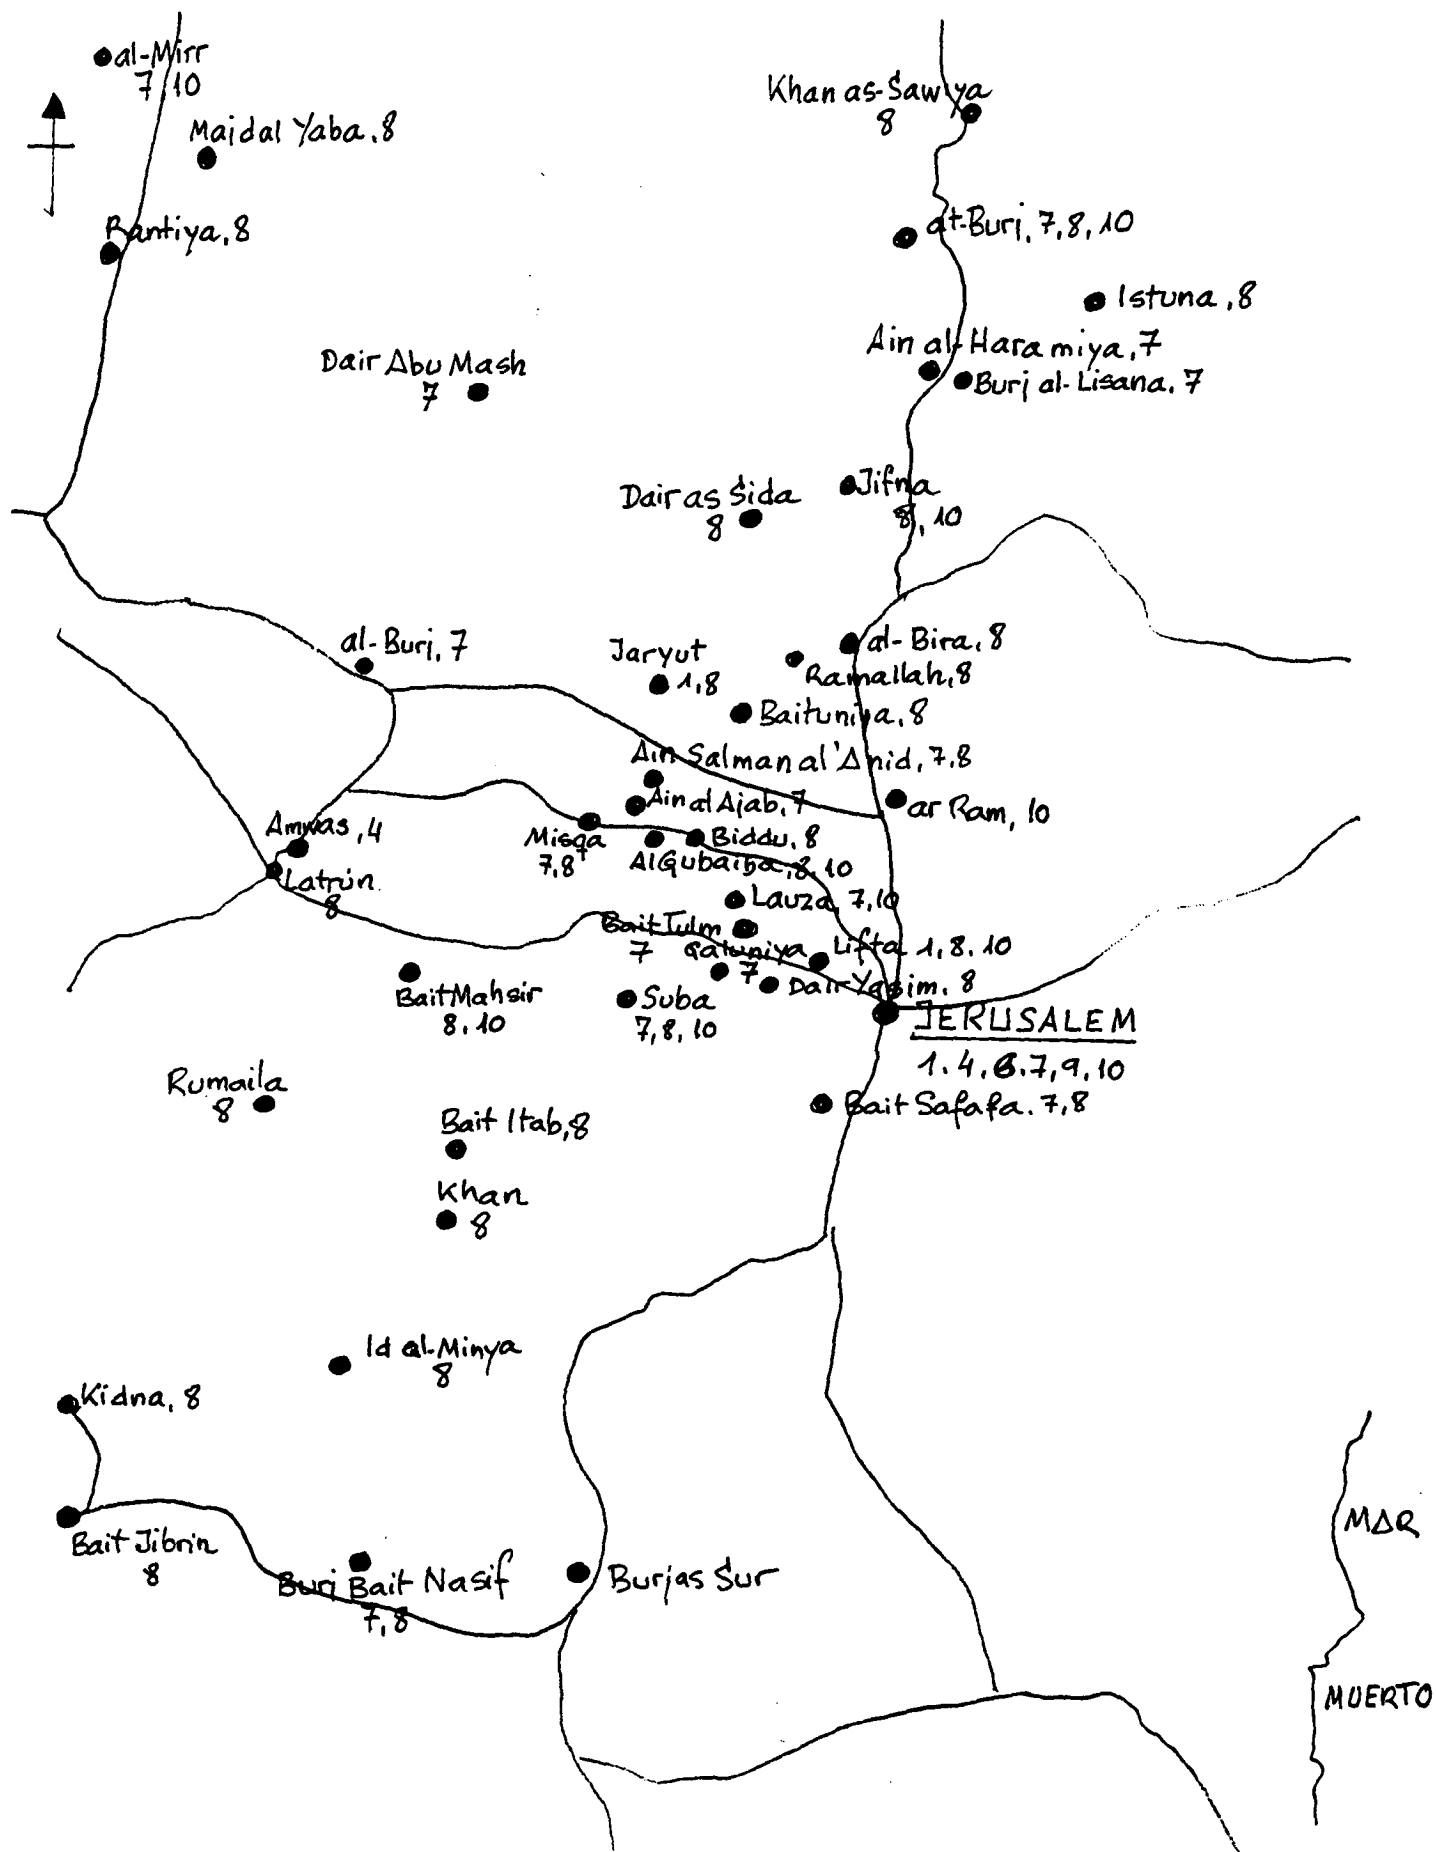 al-Mirr
7,10
Khan as-Sawiya
8
Majdal Yaba, 8
Rantiya, 8
at-Burj, 7, 8, 10
Istuna, 8
Ain al-Haramiya, 7
Burj al-Lisana, 7
Dair Abu Mash
7
Dair as Sida
8
Jifna
8, 10
al-Burj, 7
Jaryut
1,8
al-Bira, 8
Ramallah, 8
Baituniya, 8
Ain Salman al 'Anid, 7,8
Ain al Ajab, 7
ar Ram, 10
Amwas, 4
Misqa
7,8
Biddu, 8
Al Qubaiba, 8, 10
Latrun
8
Lauza, 7,10
Bait Tulm
7
Qaluniya
7
Lifta 1, 8. 10
Dair Yasim, 8
Bait Mahsir
8, 10
Suba
7, 8, 10
JERUSALEM
1. 4, 6. 7, 9, 10
Rumaila
8
Bait Safafa. 7,8
Bait Itab, 8
Khan
8
Id al-Minya
8
Kidna, 8
Bait Jibrin
8
Burj Bait Nasif
7, 8
Burjas Sur
MAR
MUERTO